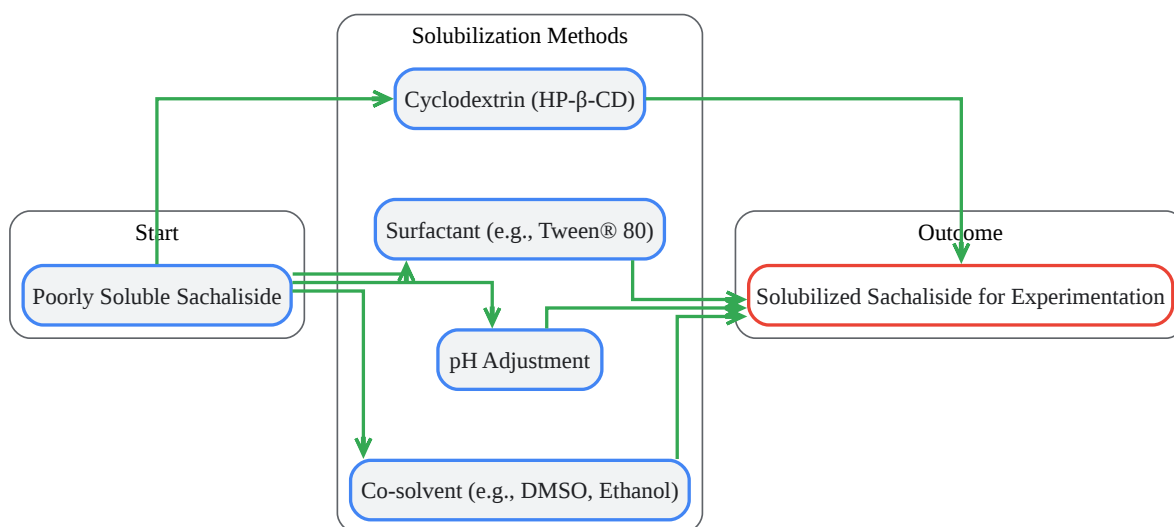 Solubilization Methods
Cyclodextrin (HP-β-CD)
Start
Surfactant (e.g., Tween® 80)
Outcome
Poorly Soluble Sachaliside
Solubilized Sachaliside for Experimentation
pH Adjustment
Co-solvent (e.g., DMSO, Ethanol)